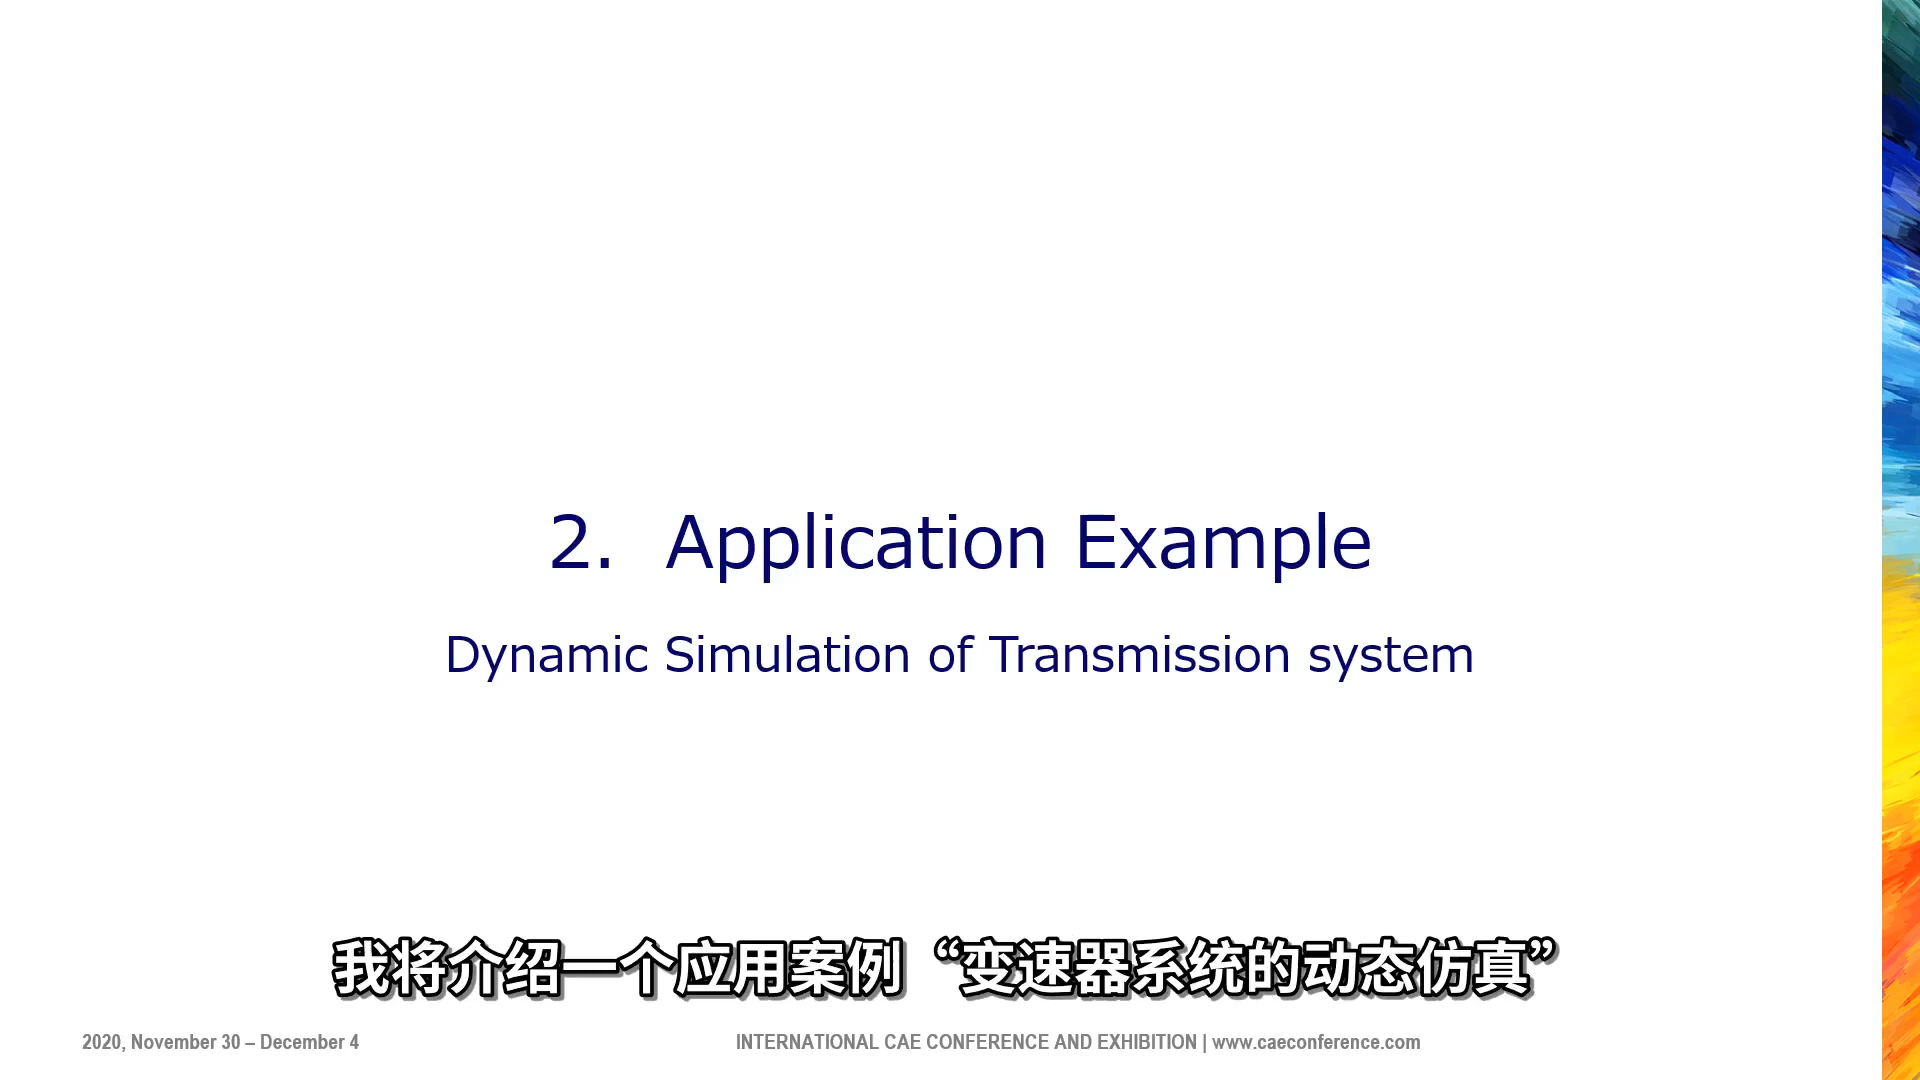 2. Application Example
Dynamic Simulation of Transmission system
我将介绍一个应用案例“变速器系统的动态仿真”
2020, November 30 – December 4
INTERNATIONAL CAE CONFERENCE AND EXHIBITION | www.caeconference.com